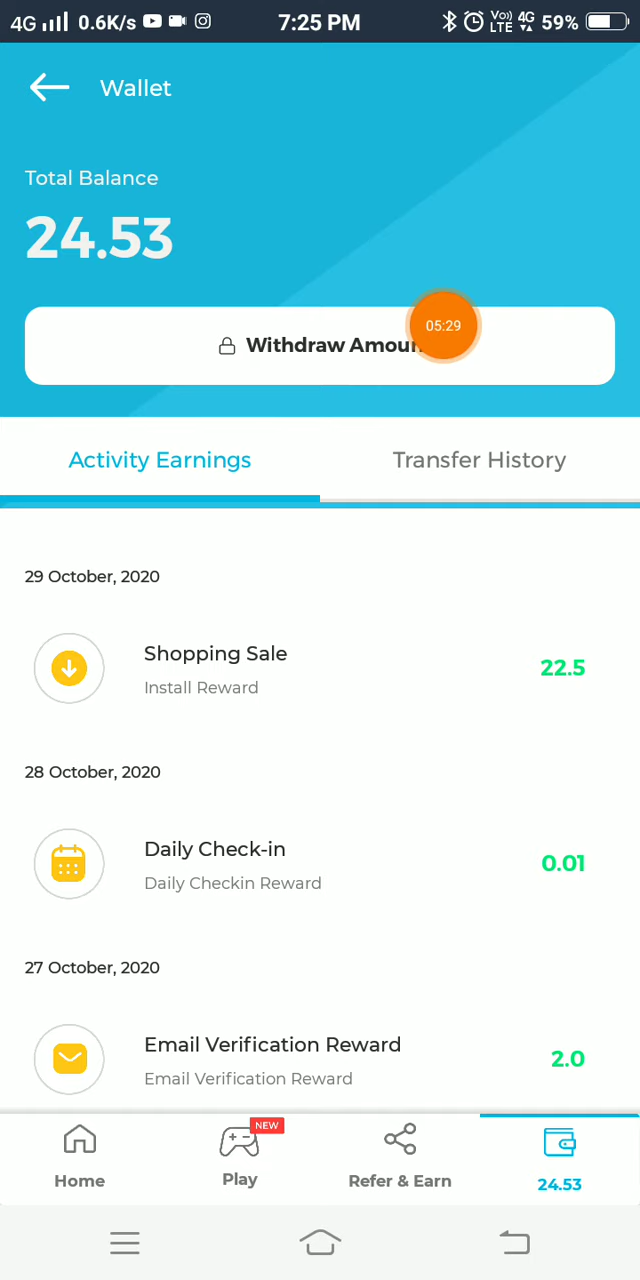 4G 0.6K/s 7:25 PM Vo) LTE 4G 59%
Wallet
Total Balance
24.53
05:29
Withdraw Amoun
Activity Earnings Transfer History
29 October, 2020
Shopping Sale 22.5
Install Reward
28 October, 2020
Daily Check-in 0.01
Daily Checkin Reward
27 October, 2020
Email Verification Reward 2.0
Email Verification Reward
NEW
Home Play Refer & Earn 24.53